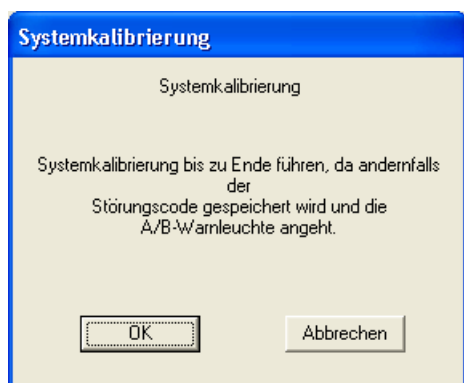 Systemkalibrierung
Systemkalibrierung
Systemkalibrierung bis zu Ende führen, da andernfalls
der
Störungscode gespeichert wird und die
A/B-Warnleuchte angeht.
OK
Abbrechen